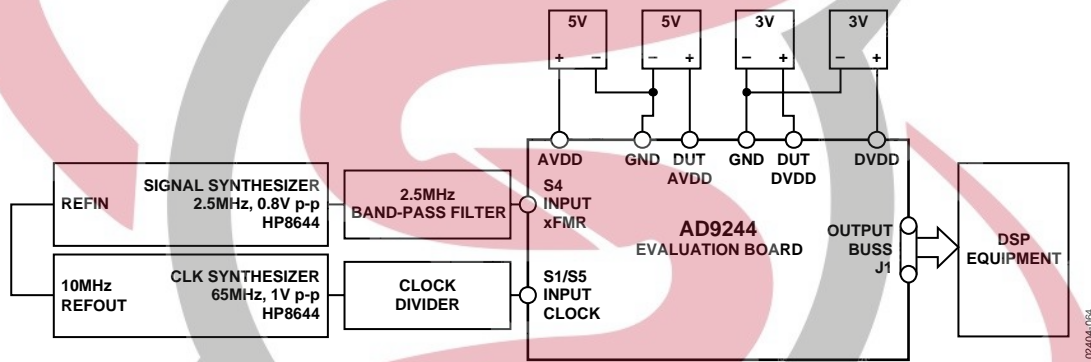 5V
5V
3V
3V
+ –
– +
– +
– +
AVDD
GND
DUT
AVDD
GND
DUT
DVDD
DVDD
REFIN
SIGNAL SYNTHESIZER
2.5MHz, 0.8V p-p
HP8644
2.5MHz
BAND-PASS FILTER
S4
INPUT
xFMR
AD9244
EVALUATION BOARD
OUTPUT
BUSS
J1
DSP
EQUIPMENT
10MHz
REFOUT
CLK SYNTHESIZER
65MHz, 1V p-p
HP8644
CLOCK
DIVIDER
S1/S5
INPUT
CLOCK
02404-064